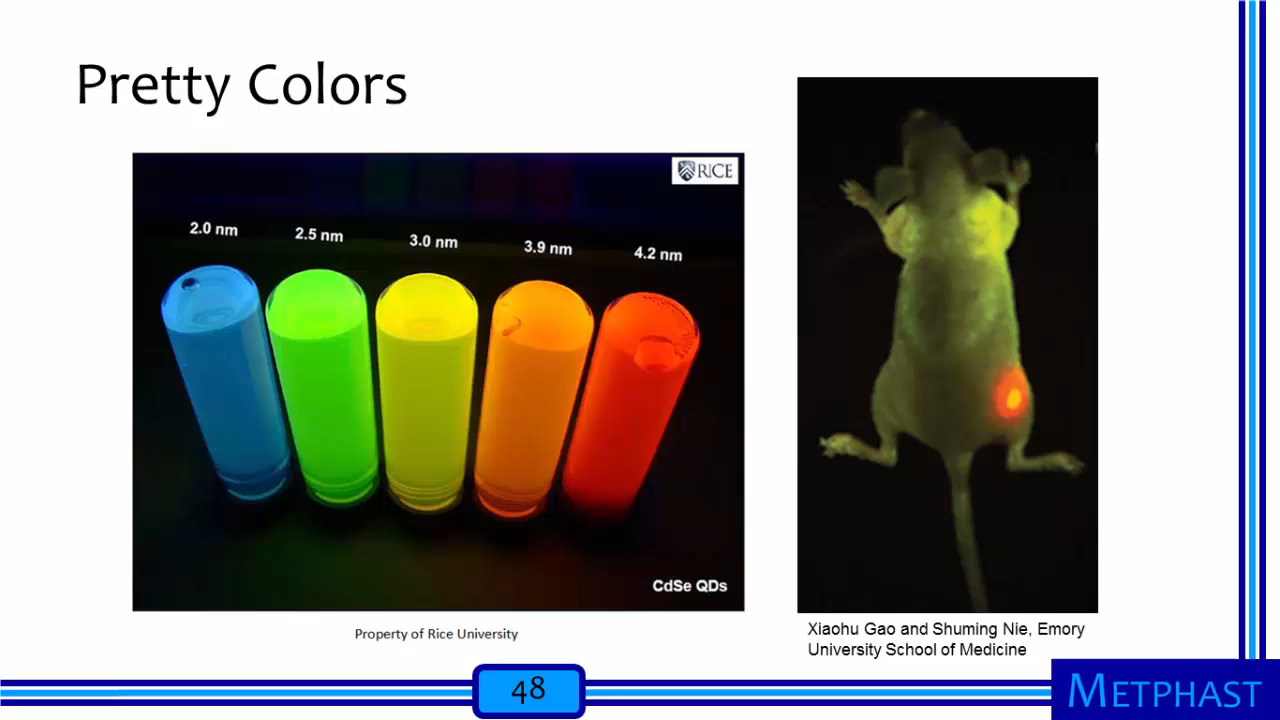 Pretty Colors
RICE
2.0 nm
2.5 nm
3.0 nm
3.9 nm
4.2 nm
CdSe QDs
Property of Rice University
Xiaohu Gao and Shuming Nie, Emory
University School of Medicine
48
METPHAST